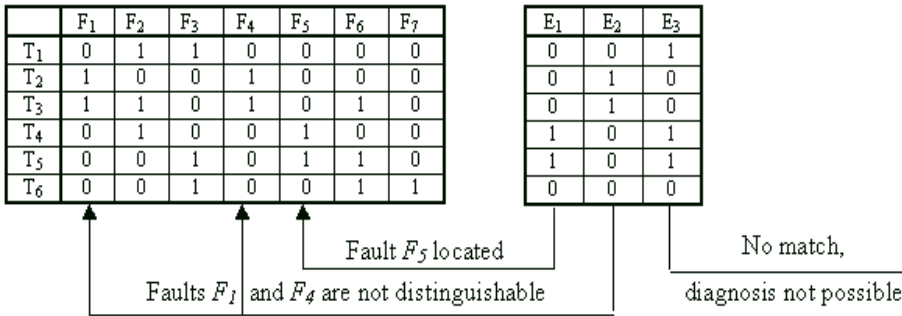 F1 F2 F3 F4 F5 F6 F7 E1 E2 E3
T1 0 1 1 0 0 0 0 0 0 1
T2 1 0 0 1 0 0 0 0 1 0
T3 1 1 0 1 0 1 0 0 1 0
T4 0 1 0 0 1 0 0 1 0 1
T5 0 0 1 0 1 1 0 1 0 1
T6 0 0 1 0 0 1 1 0 0 0
Fault F5 located
No match,
Faults F1 and F4 are not distinguishable
diagnosis not possible